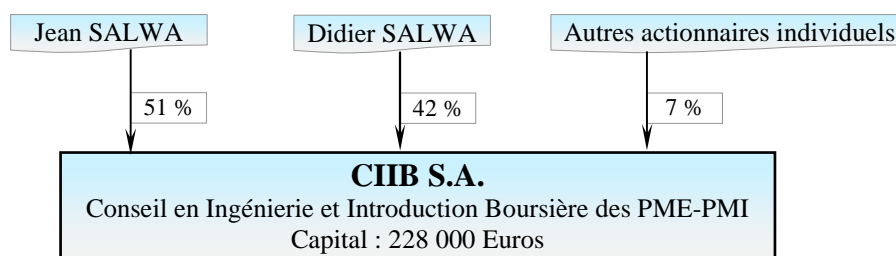 Jean SALWA
Didier SALWA
Autres actionnaires individuels
51 %
42 %
7 %
CIIB S.A.
Conseil en Ingénierie et Introduction Boursière des PME-PMI
Capital : 228 000 Euros